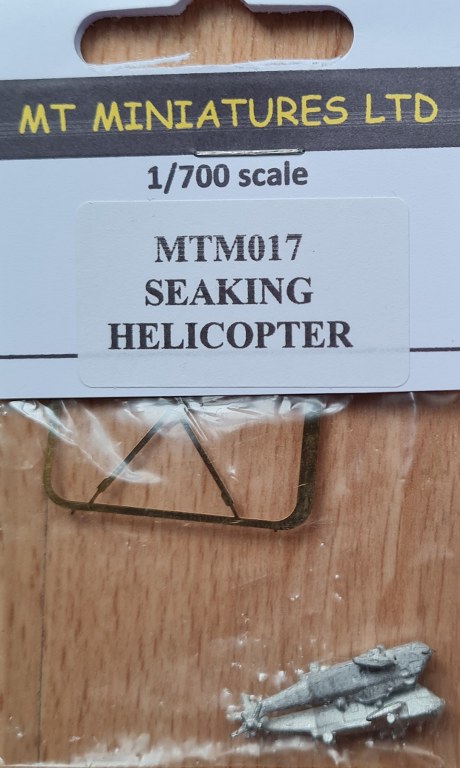 MT MINIATURES LTD
1/700 scale
MTM017
SEAKING
HELICOPTER